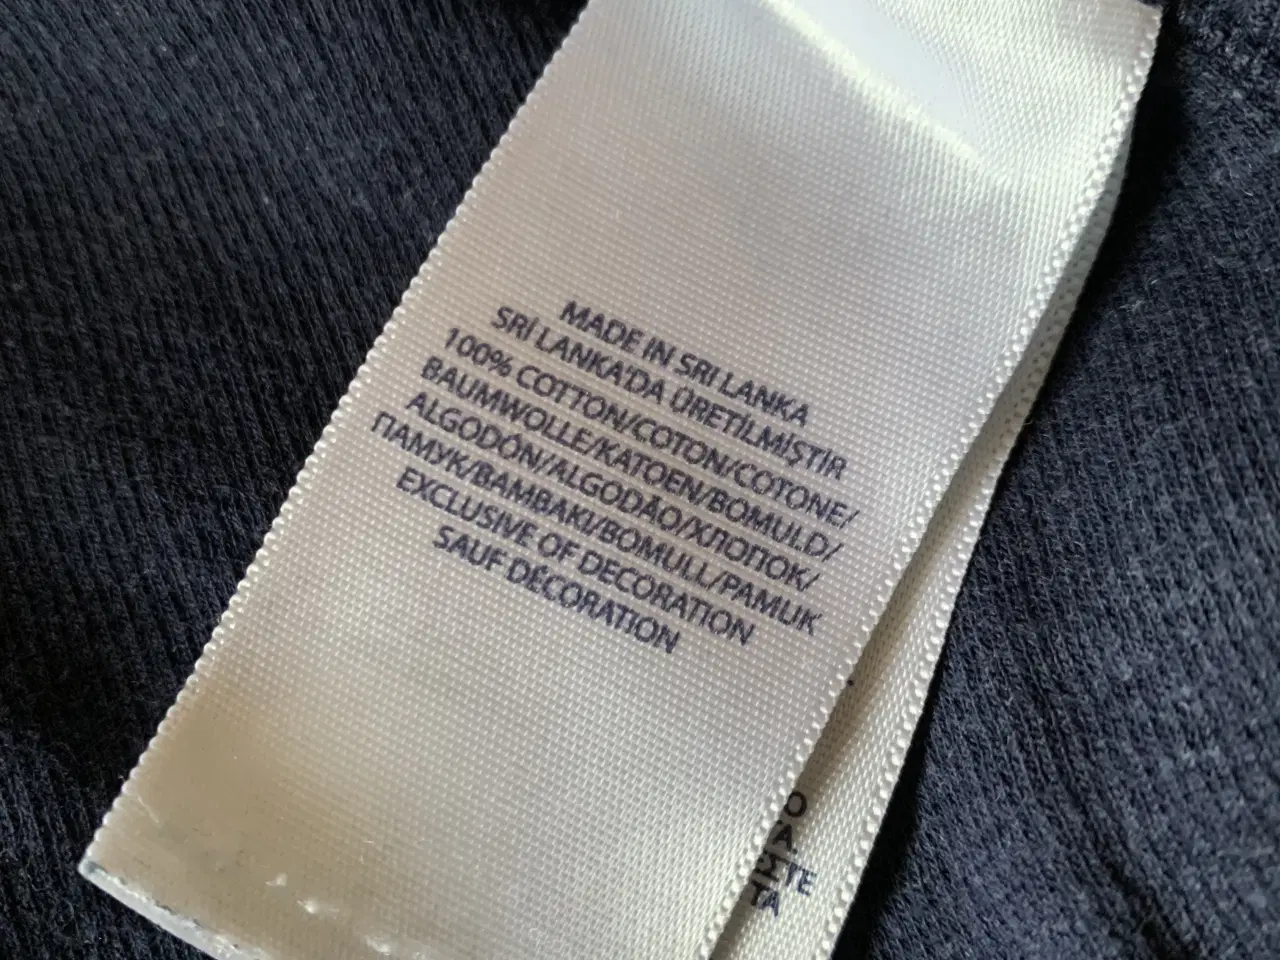 MADE IN SRI LANKA
SRİ LANKA'DA ÜRETİLMİŞTİR
100% COTTON/COTON/COTONE/
BAUMWOLLE/KATOEN/BOMULD/
ALGODÓN/ALGODÃO/ХЛОПОК/
ПАМУК/ΒΑΜΒΑΚΙ/BOMULL/PAMUK
EXCLUSIVE OF DECORATION
SAUF DÉCORATION